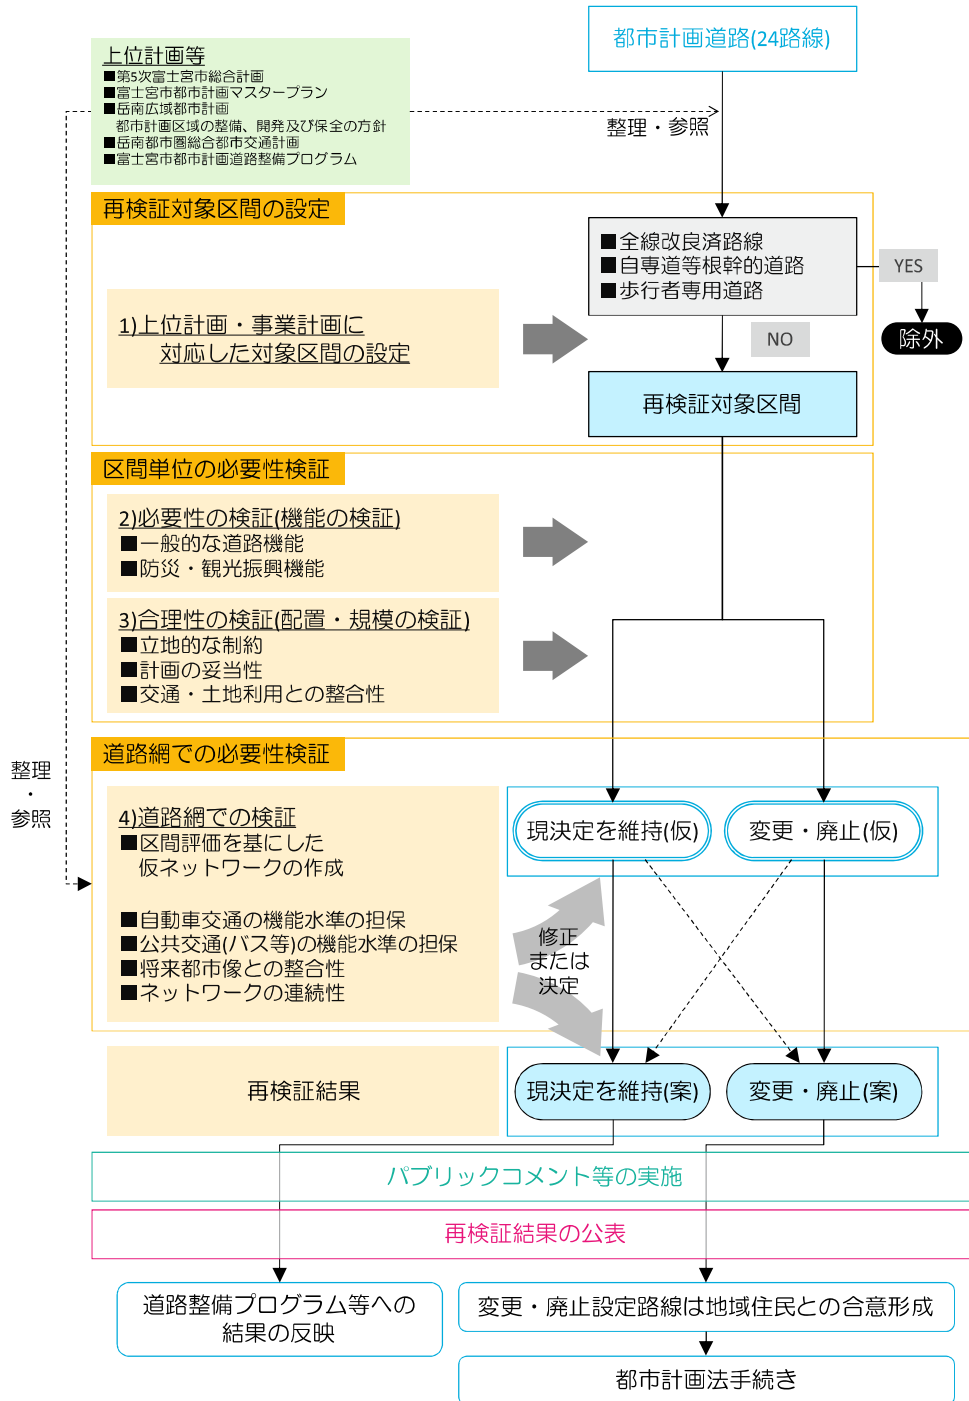 都市計画道路(24路線)
上位計画等
■第5次富士宮市総合計画
■富士宮市都市計画マスタープラン
■岳南広域都市計画
都市計画区域の整備、開発及び保全の方針
■岳南都市圏総合都市交通計画
■富士宮市都市計画道路整備プログラム
整理・参照
再検証対象区間の設定
■全線改良済路線
■自専道等根幹的道路
■歩行者専用道路
YES
除外
NO
1)上位計画・事業計画に
対応した対象区間の設定
再検証対象区間
区間単位の必要性検証
2)必要性の検証(機能の検証)
■一般的な道路機能
■防災・観光振興機能
3)合理性の検証(配置・規模の検証)
■立地的な制約
■計画の妥当性
■交通・土地利用との整合性
道路網での必要性検証
整理
・
参照
4)道路網での検証
■区間評価を基にした
仮ネットワークの作成
■自動車交通の機能水準の担保
■公共交通(バス等)の機能水準の担保
■将来都市像との整合性
■ネットワークの連続性
現決定を維持(仮)
変更・廃止(仮)
修正
または
決定
再検証結果
現決定を維持(案)
変更・廃止(案)
パブリックコメント等の実施
再検証結果の公表
道路整備プログラム等への
結果の反映
変更・廃止設定路線は地域住民との合意形成
都市計画法手続き